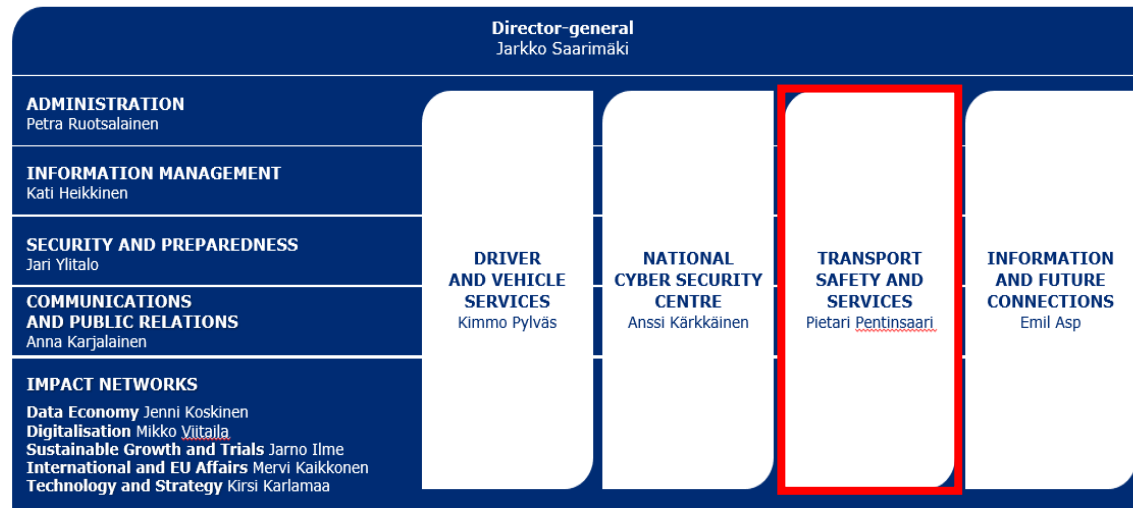 Director-general
Jarkko Saarimäki
ADMINISTRATION
Petra Ruotsalainen
INFORMATION MANAGEMENT
Kati Heikkinen
SECURITY AND PREPAREDNESS
Jari Ylitalo
COMMUNICATIONS
AND PUBLIC RELATIONS
Anna Karjalainen
IMPACT NETWORKS
Data Economy Jenni Koskinen
Digitalisation Mikko Viitaila
Sustainable Growth and Trials Jarno Ilme
International and EU Affairs Mervi Kaikkonen
Technology and Strategy Kirsi Karlamaa
DRIVER
AND VEHICLE
SERVICES
Kimmo Pylväs
NATIONAL
CYBER SECURITY
CENTRE
Anssi Kärkkäinen
TRANSPORT
SAFETY AND
SERVICES
Pietari Pentinsaari
INFORMATION
AND FUTURE
CONNECTIONS
Emil Asp